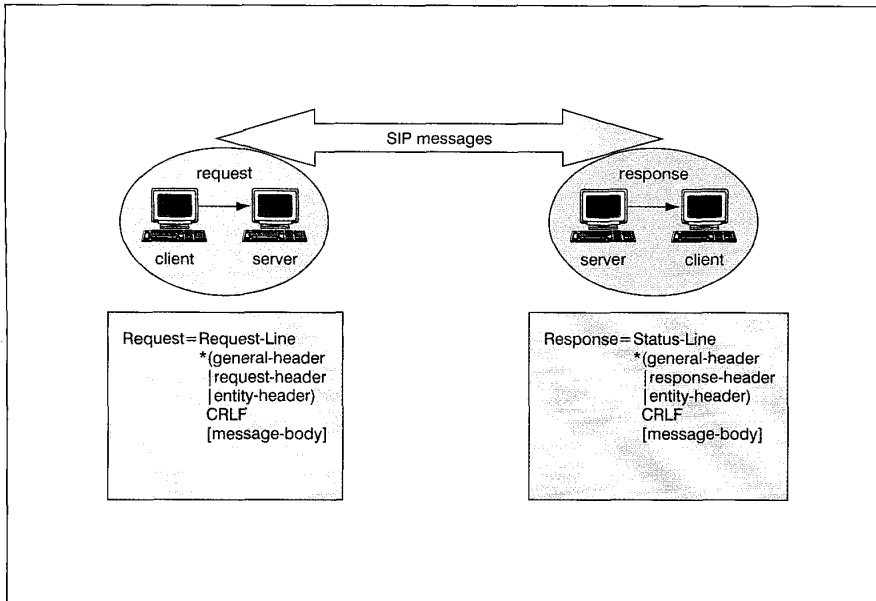 SIP messages
request
client
server
response
server
client
Request=Request-Line
*(general-header
|request-header
|entity-header)
CRLF
[message-body]
Response=Status-Line
*(general-header
|response-header
|entity-header)
CRLF
[message-body]